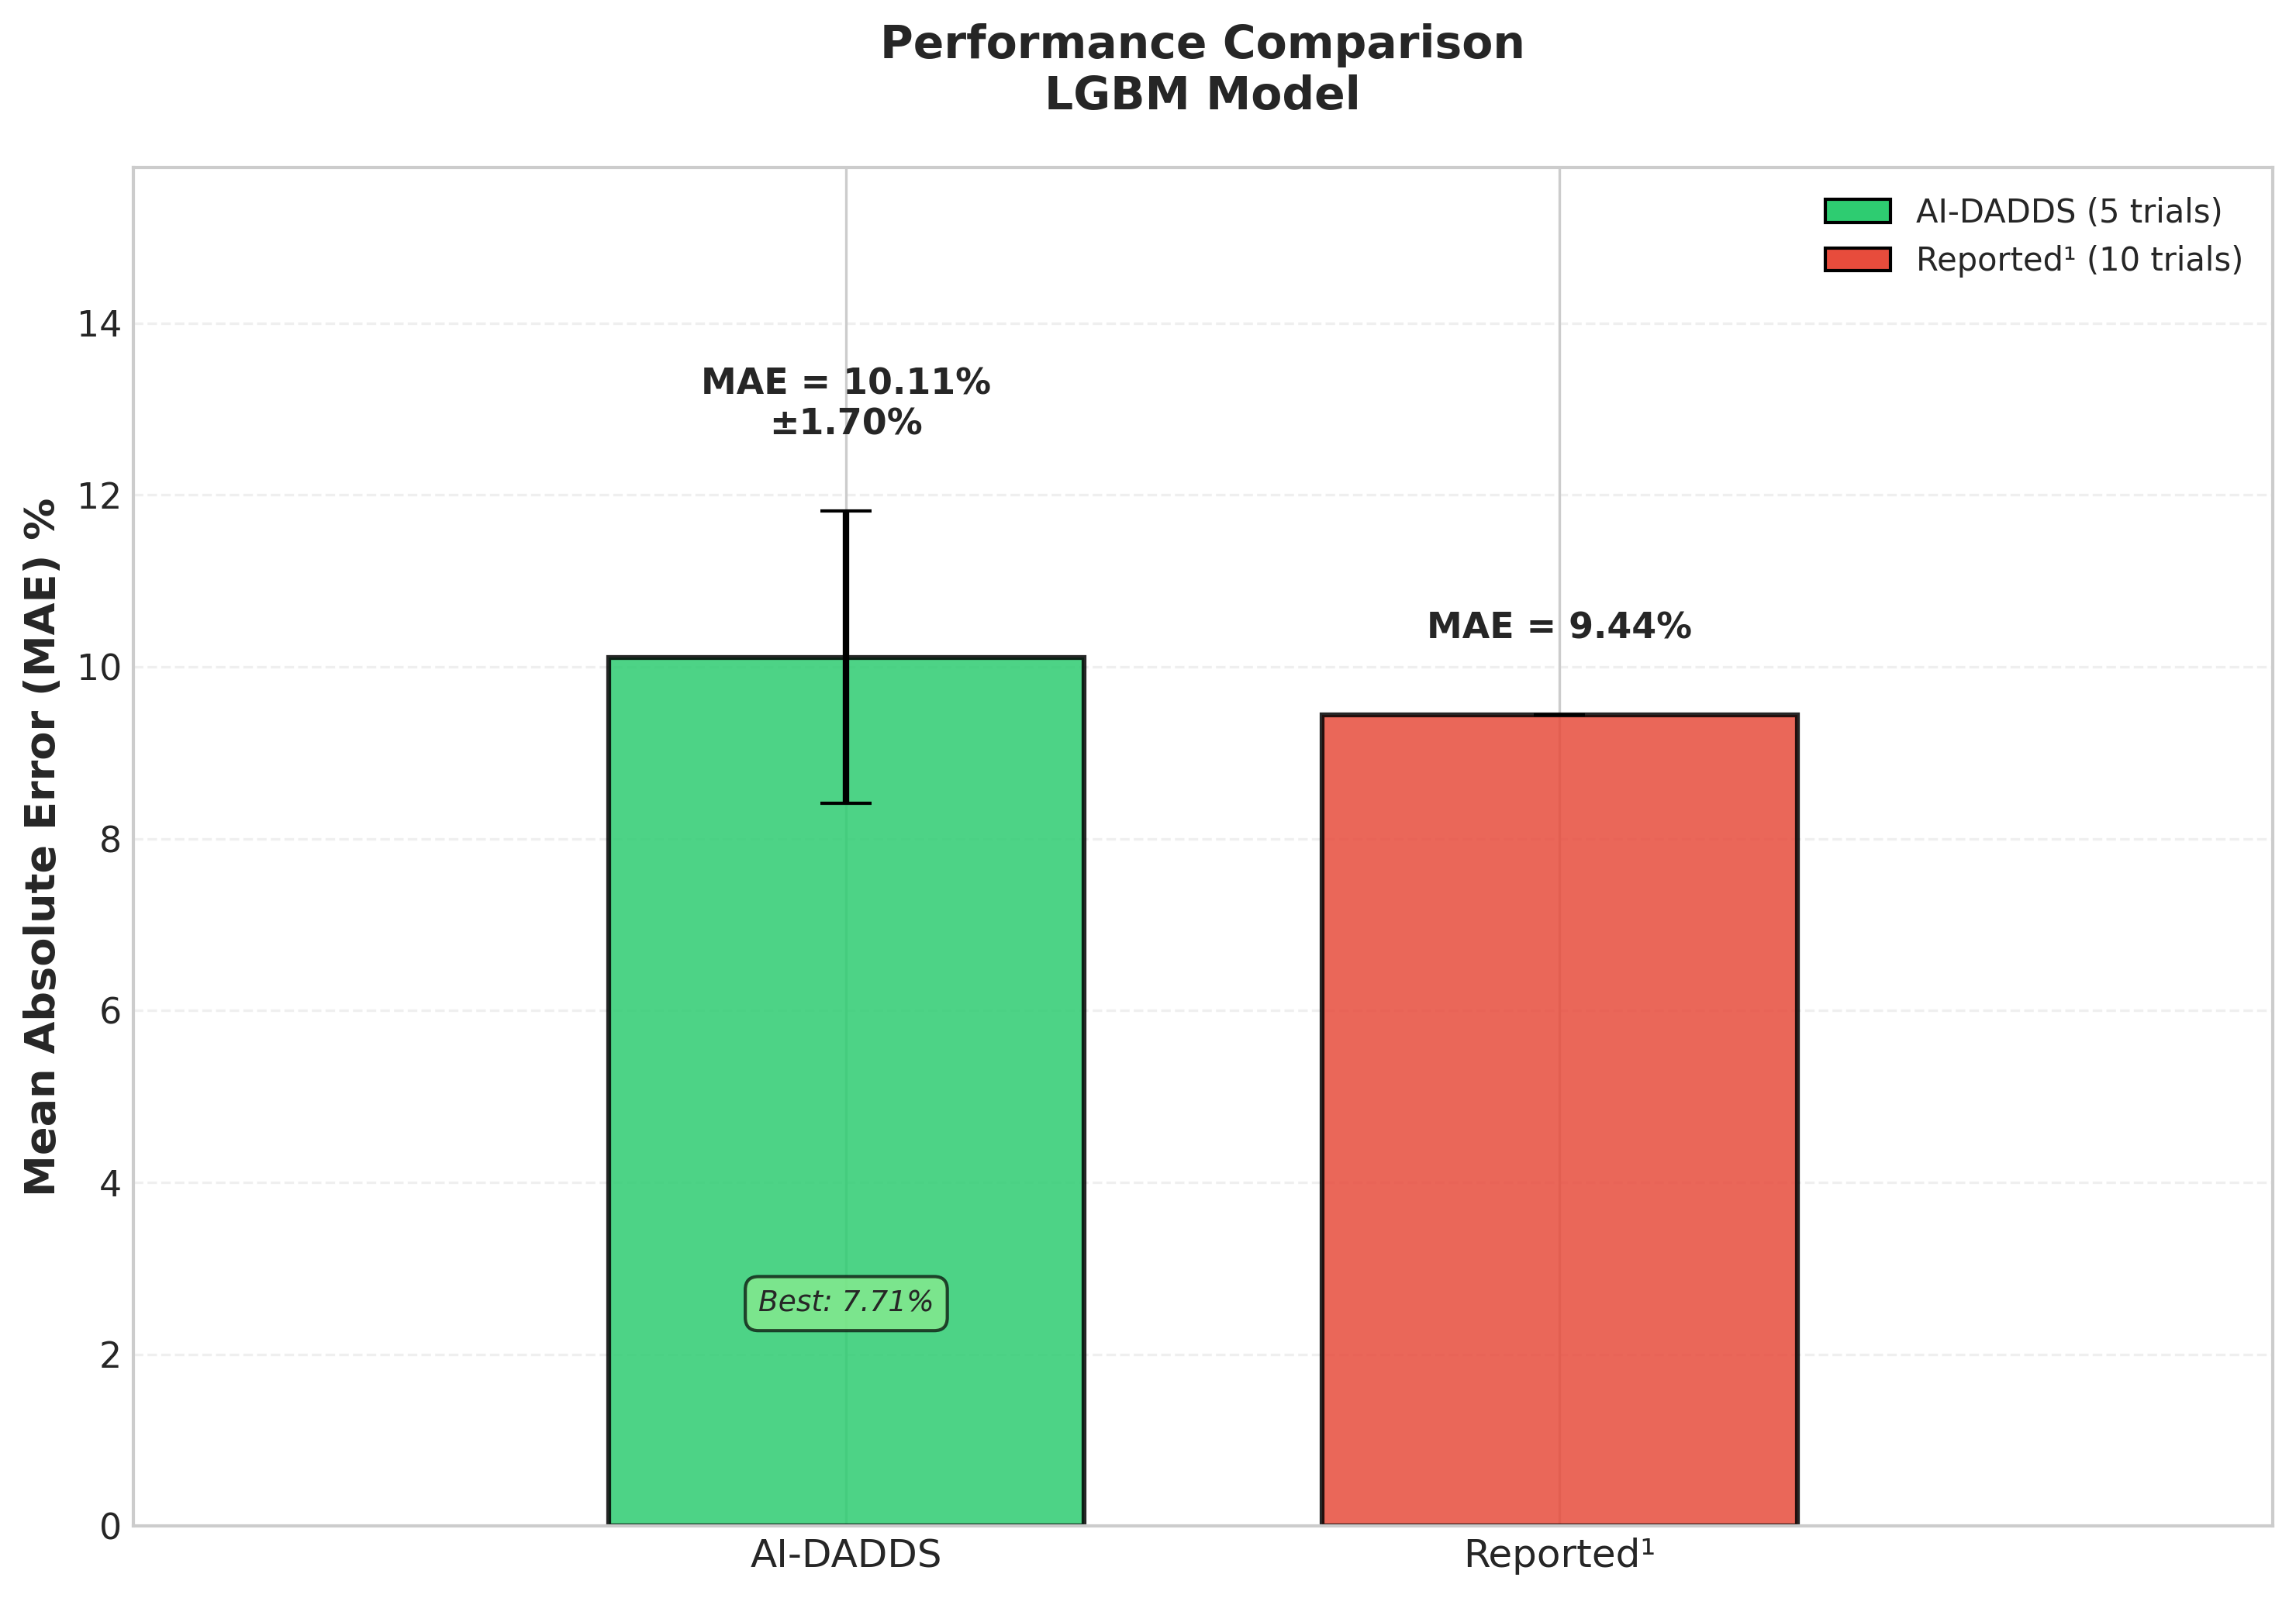 Performance Comparison
LGBM Model
AI-DADDS (5 trials)
Reported¹ (10 trials)
Mean Absolute Error (MAE) %
14
12
10
8
6
4
2
0
MAE = 10.11%
±1.70%
MAE = 9.44%
Best: 7.71%
AI-DADDS
Reported¹